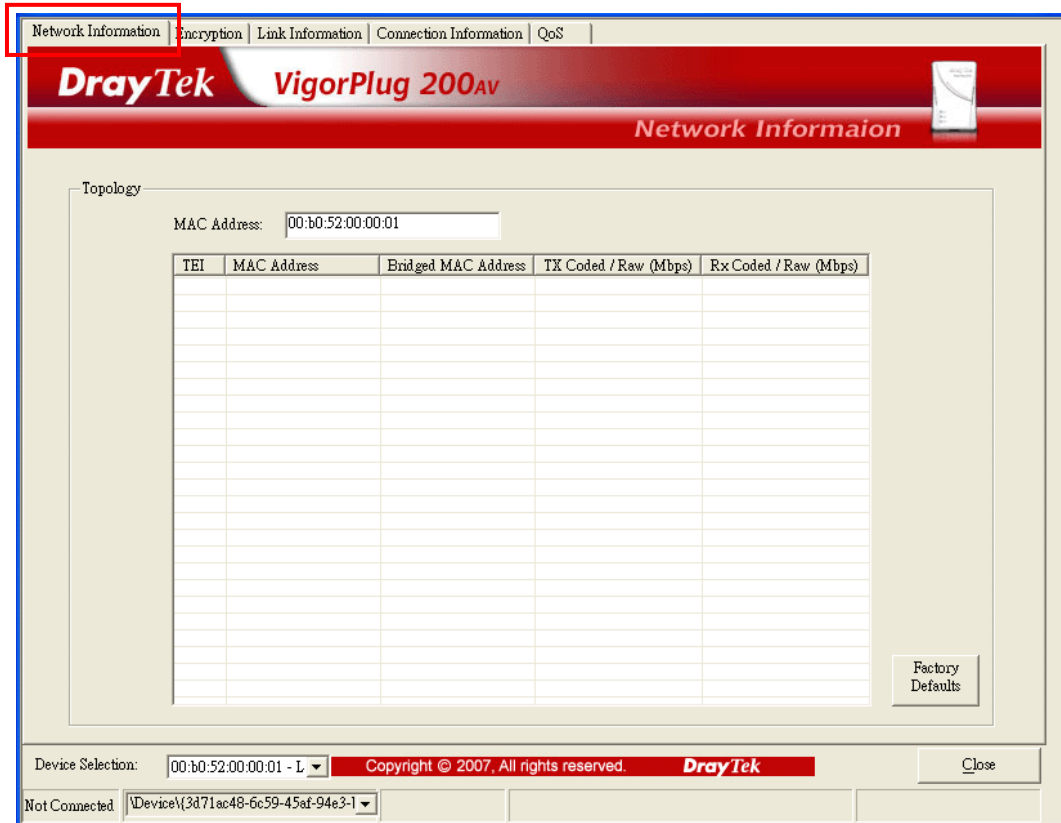 Network Information Encryption Link Information Connection Information QoS
DrayTek VigorPlug 200AV
Network Informaion
Topology
MAC Address: 00:b0:52:00:00:01
TEI MAC Address Bridged MAC Address TX Coded / Raw (Mbps) Rx Coded / Raw (Mbps)
Factory
Defaults
Device Selection: 00:b0:52:00:00:01 - L Copyright © 2007, All rights reserved. DrayTek Close
Not Connected \Device\{3d71ac48-6c59-45af-94e3-1